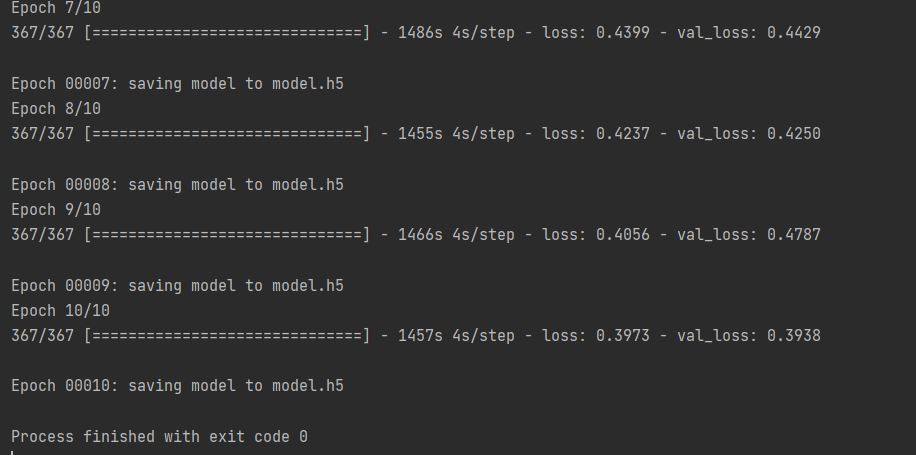 Epoch 7/10
367/367 [==============================] - 1486s 4s/step - loss: 0.4399 - val_loss: 0.4429
Epoch 00007: saving model to model.h5
Epoch 8/10
367/367 [==============================] - 1455s 4s/step - loss: 0.4237 - val_loss: 0.4250
Epoch 00008: saving model to model.h5
Epoch 9/10
367/367 [==============================] - 1466s 4s/step - loss: 0.4056 - val_loss: 0.4787
Epoch 00009: saving model to model.h5
Epoch 10/10
367/367 [==============================] - 1457s 4s/step - loss: 0.3973 - val_loss: 0.3938
Epoch 00010: saving model to model.h5
Process finished with exit code 0